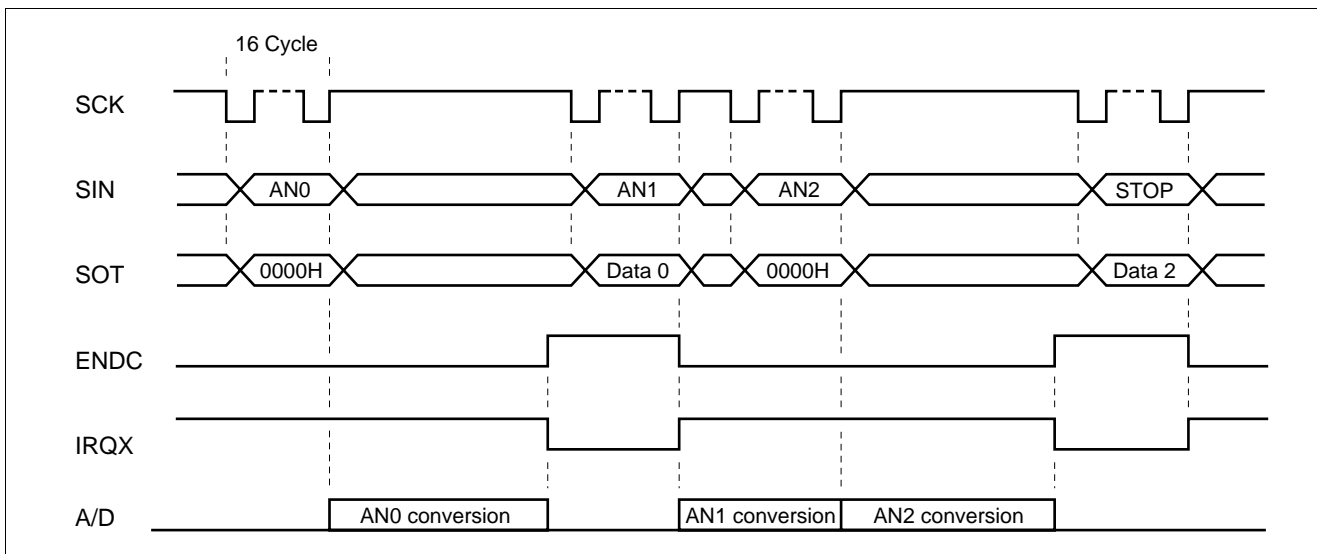 16 Cycle
SCK
SIN AN0 AN1 AN2 STOP
SOT 0000H Data 0 0000H Data 2
ENDC
IRQX
A/D AN0 conversion AN1 conversion AN2 conversion